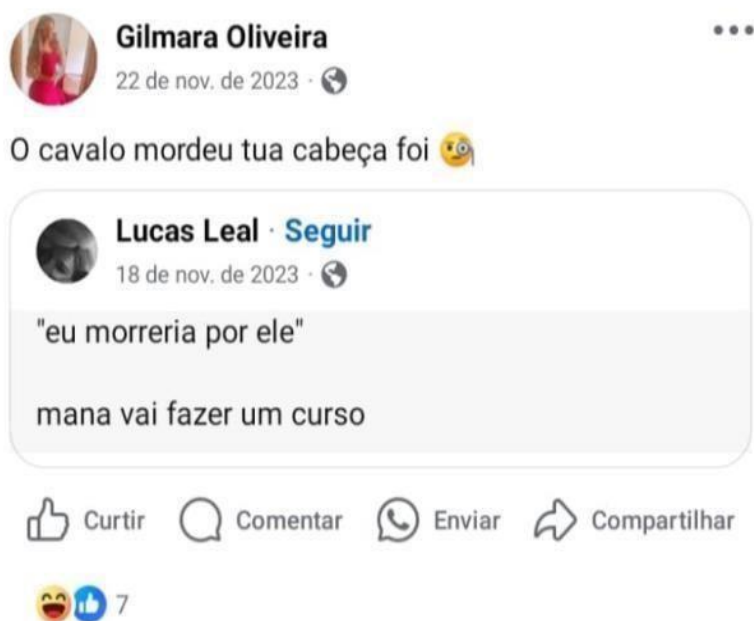 Gilmara Oliveira
22 de nov. de 2023 ·
O cavalo mordeu tua cabeça foi 🧐
Lucas Leal · Seguir
18 de nov. de 2023 ·
"eu morreria por ele"
mana vai fazer um curso
Curtir Comentar Enviar Compartilhar
7